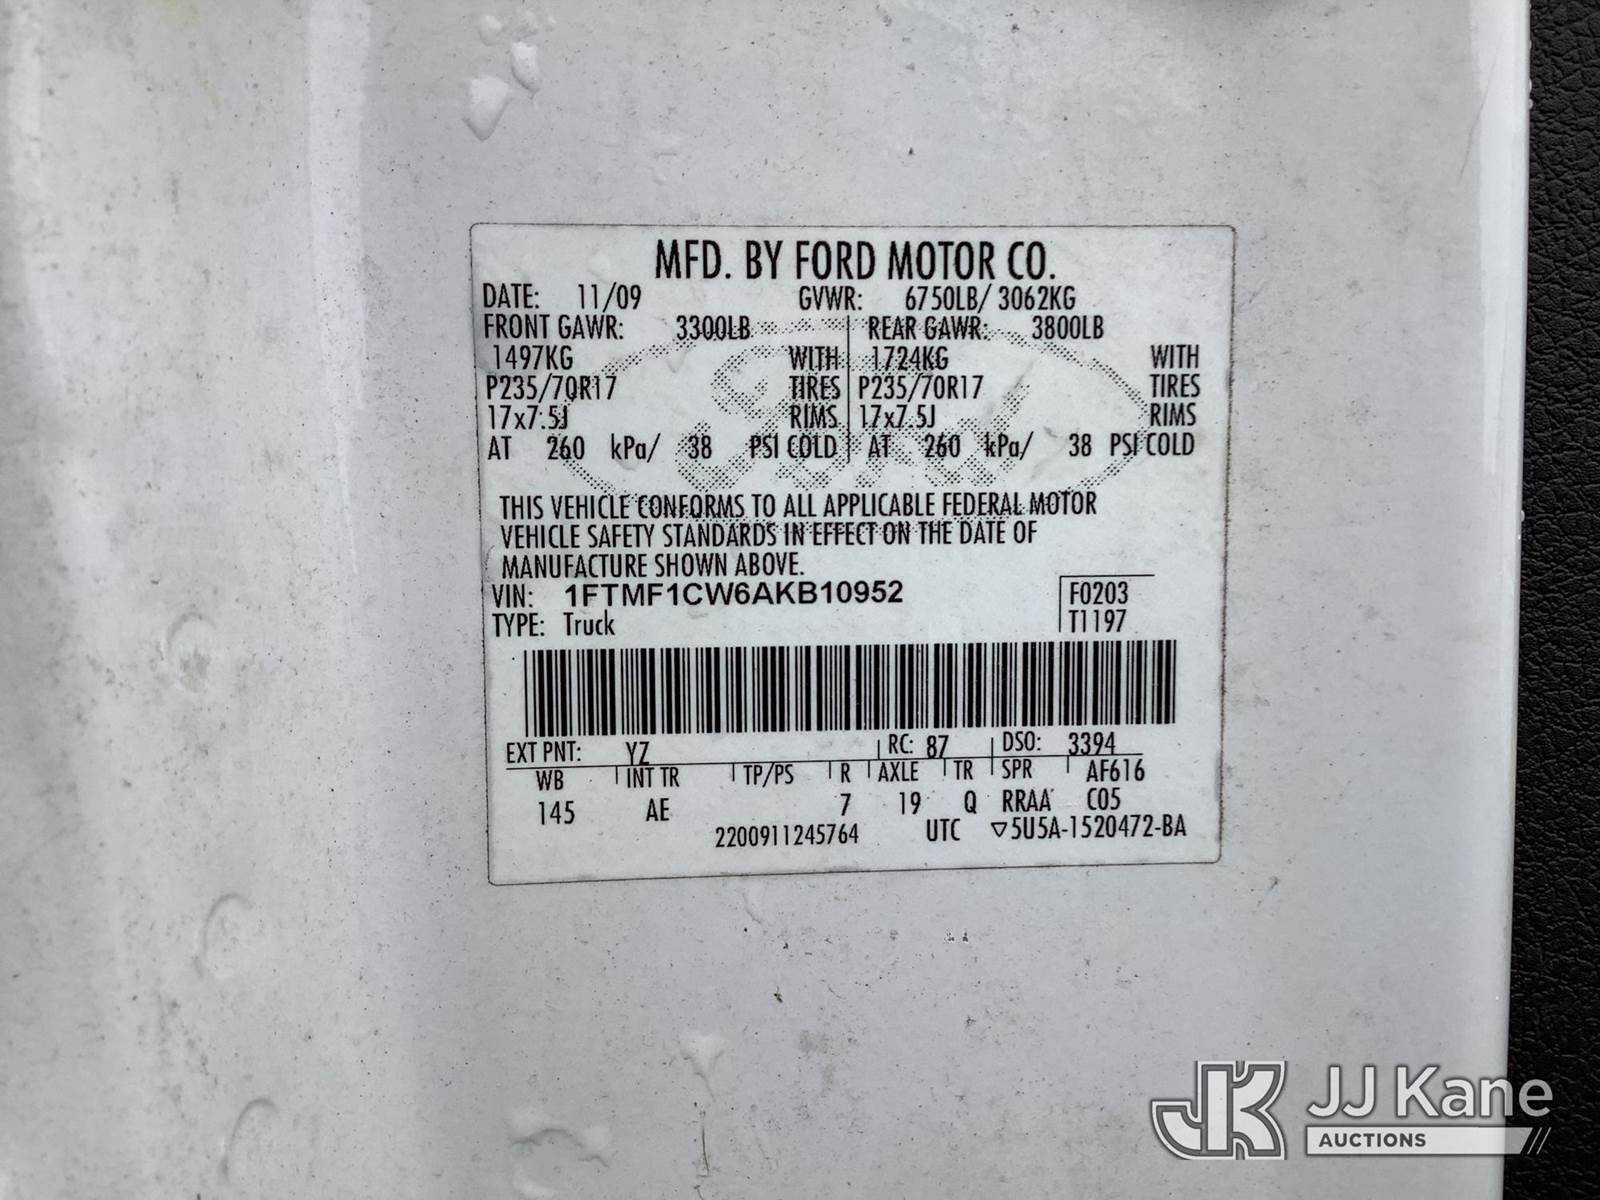 MFD. BY FORD MOTOR CO.
DATE: 11/09 GVWR: 6750LB/ 3062KG
FRONT GAWR: 3300LB REAR GAWR: 3800LB
1497KG WITH 1724KG WITH
P235/70R17 TIRES P235/70R17 TIRES
17x7.5J RIMS 17x7.5J RIMS
AT 260 kPa/ 38 PSI COLD AT 260 kPa/ 38 PSI COLD
THIS VEHICLE CONFORMS TO ALL APPLICABLE FEDERAL MOTOR
VEHICLE SAFETY STANDARDS IN EFFECT ON THE DATE OF
MANUFACTURE SHOWN ABOVE.
VIN: 1FTMF1CW6AKB10952 F0203
TYPE: Truck T1197
EXT PNT: YZ RC: 87 DSO: 3394
WB INT TR TP/PS R AXLE TR SPR AF616
145 AE 7 19 Q RRAA C05
2200911245764 UTC ▽5U5A-1520472-BA
JK JJ Kane
AUCTIONS